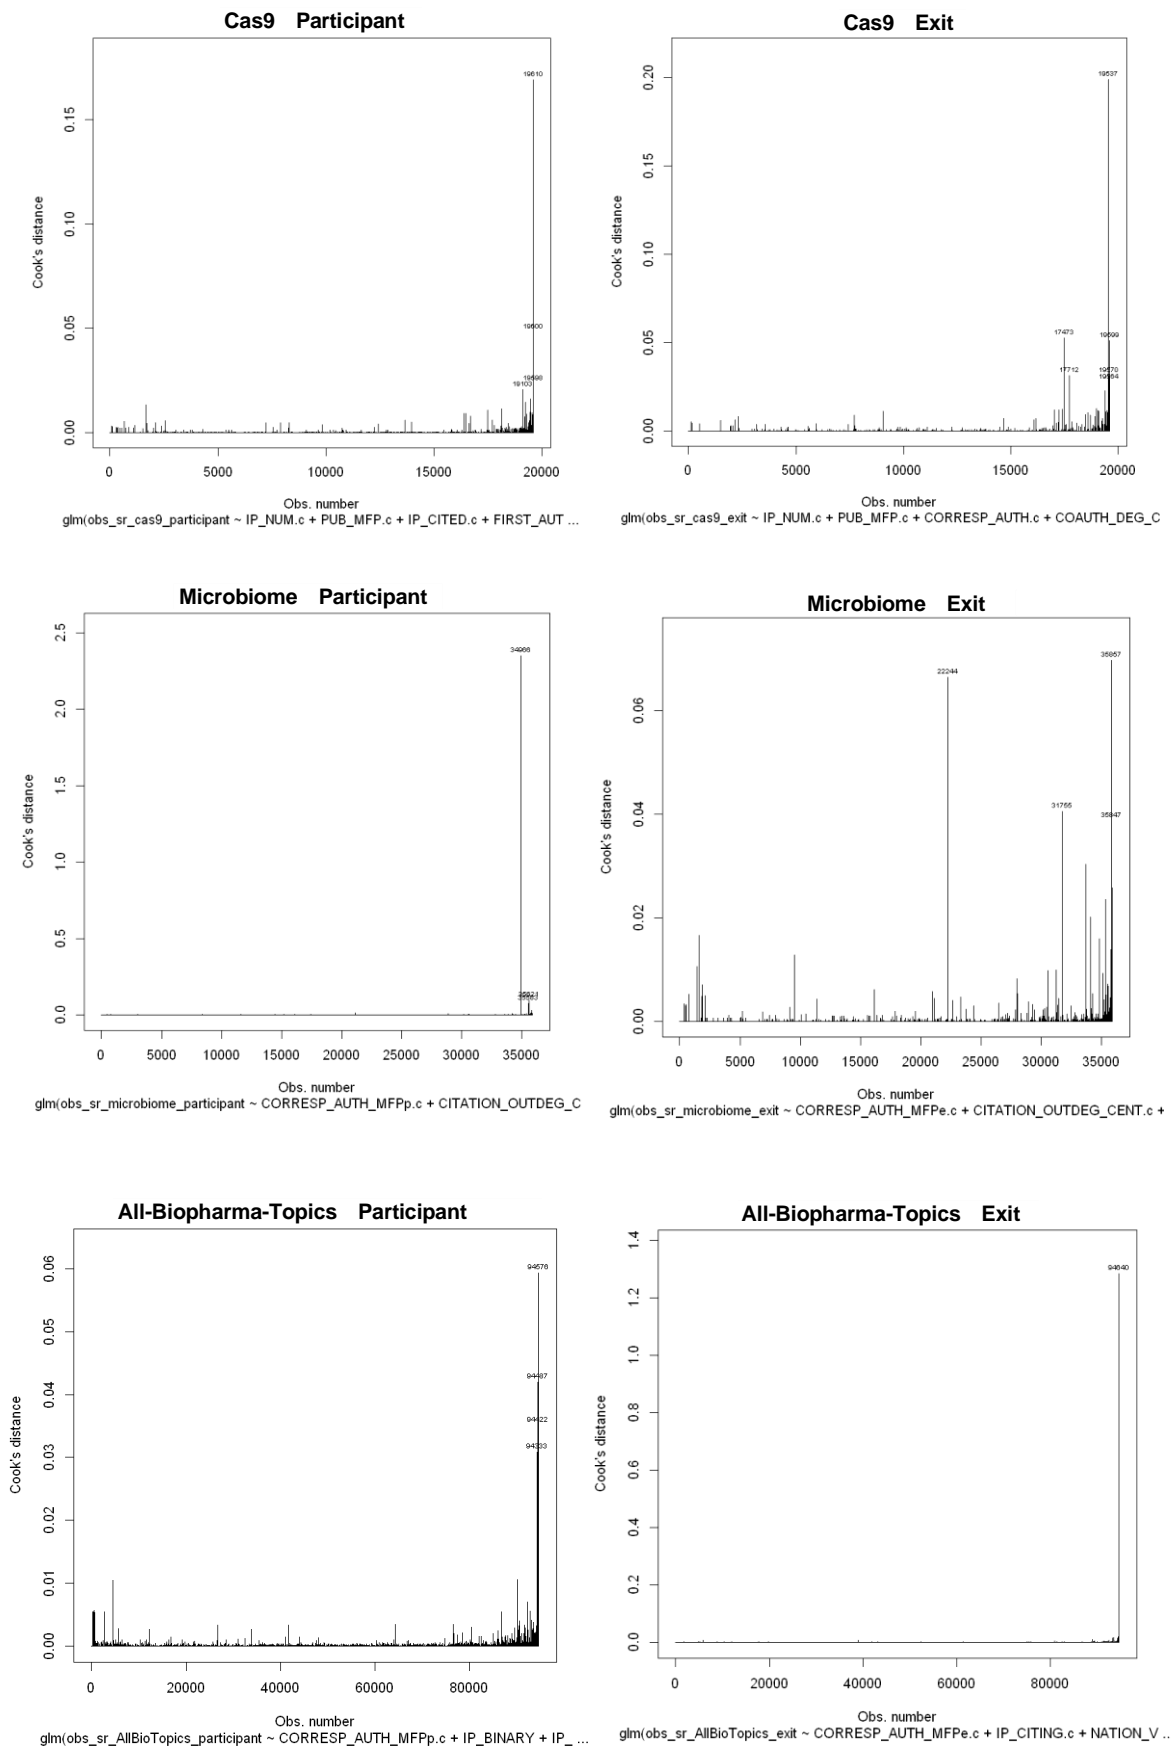 Cas9 Participant
0.15
0.10
0.05
0.00
Cook's distance
19610
19600
19598
19103
0 5000 10000 15000 20000
Obs. number
glm(obs_sr_cas9_participant ~ IP_NUM.c + PUB_MFP.c + IP_CITED.c + FIRST_AUT ...
Cas9 Exit
0.20
0.15
0.10
0.05
0.00
Cook's distance
19537
17473
19599
17712
19570
19564
0 5000 10000 15000 20000
Obs. number
glm(obs_sr_cas9_exit ~ IP_NUM.c + PUB_MFP.c + CORRESP_AUTH.c + COAUTH_DEG_C
Microbiome Participant
2.5
2.0
1.5
1.0
0.5
0.0
Cook's distance
34966
0 5000 10000 15000 20000 25000 30000 35000
Obs. number
glm(obs_sr_microbiome_participant ~ CORRESP_AUTH_MFPp.c + CITATION_OUTDEG_C
Microbiome Exit
0.06
0.04
0.02
0.00
Cook's distance
35857
22244
31755
35847
0 5000 10000 15000 20000 25000 30000 35000
Obs. number
glm(obs_sr_microbiome_exit ~ CORRESP_AUTH_MFPe.c + CITATION_OUTDEG_CENT.c +
All-Biopharma-Topics Participant
0.06
0.05
0.04
0.03
0.02
0.01
0.00
Cook's distance
94576
94487
94422
94333
0 20000 40000 60000 80000
Obs. number
glm(obs_sr_AllBioTopics_participant ~ CORRESP_AUTH_MFPp.c + IP_BINARY + IP_ ...
All-Biopharma-Topics Exit
1.4
1.2
1.0
0.8
0.6
0.4
0.2
0.0
Cook's distance
94640
0 20000 40000 60000 80000
Obs. number
glm(obs_sr_AllBioTopics_exit ~ CORRESP_AUTH_MFPe.c + IP_CITING.c + NATION_V ...